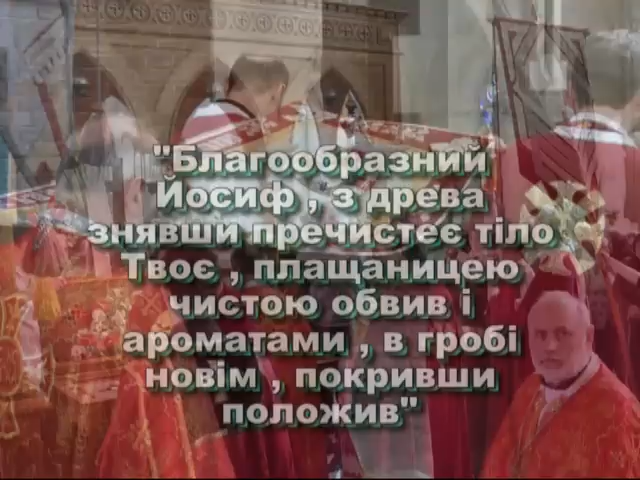 "Благообразний
Йосиф , з древа
знявши пречистеє тіло
Твоє , плащаницею
чистою обвив і
ароматами , в гробі
новім , покривши
положив"